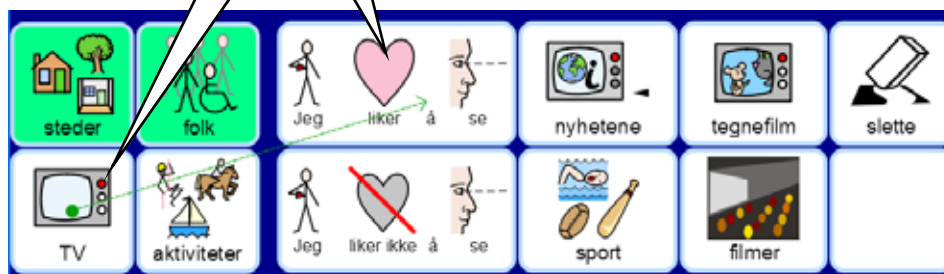 steder
folk
Jeg liker å se
nyhetene
tegnefilm
slette
TV
aktiviteter
Jeg liker ikke å se
sport
filmer